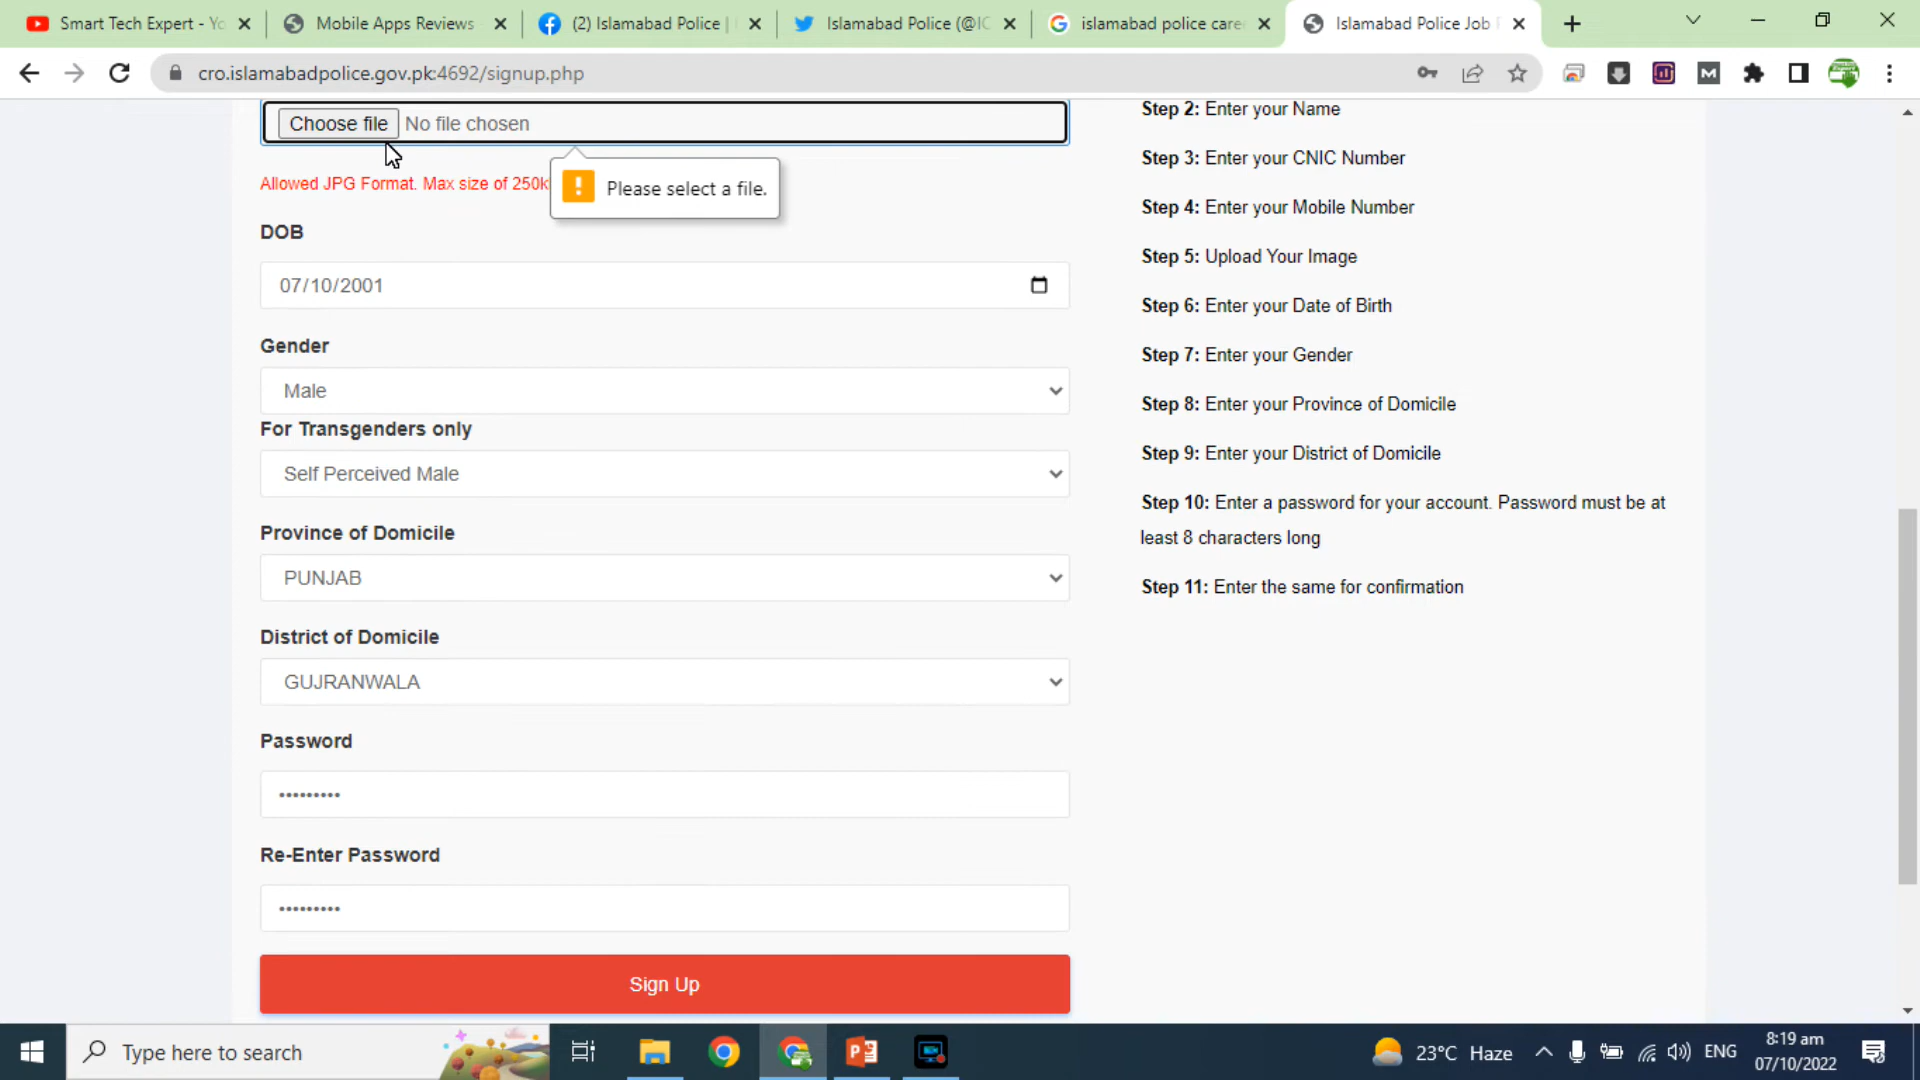 Smart Tech Expert - Yo
Mobile Apps Reviews
(2) Islamabad Police |
Islamabad Police (@IC
islamabad police care
Islamabad Police Job P
cro.islamabadpolice.gov.pk:4692/signup.php
Choose file No file chosen
Allowed JPG Format. Max size of 250k
Please select a file.
DOB
07/10/2001
Gender
Male
For Transgenders only
Self Perceived Male
Province of Domicile
PUNJAB
District of Domicile
GUJRANWALA
Password
•••••••••
Re-Enter Password
•••••••••
Sign Up
Step 2: Enter your Name
Step 3: Enter your CNIC Number
Step 4: Enter your Mobile Number
Step 5: Upload Your Image
Step 6: Enter your Date of Birth
Step 7: Enter your Gender
Step 8: Enter your Province of Domicile
Step 9: Enter your District of Domicile
Step 10: Enter a password for your account. Password must be at
least 8 characters long
Step 11: Enter the same for confirmation
Type here to search
23°C Haze
ENG
8:19 am
07/10/2022